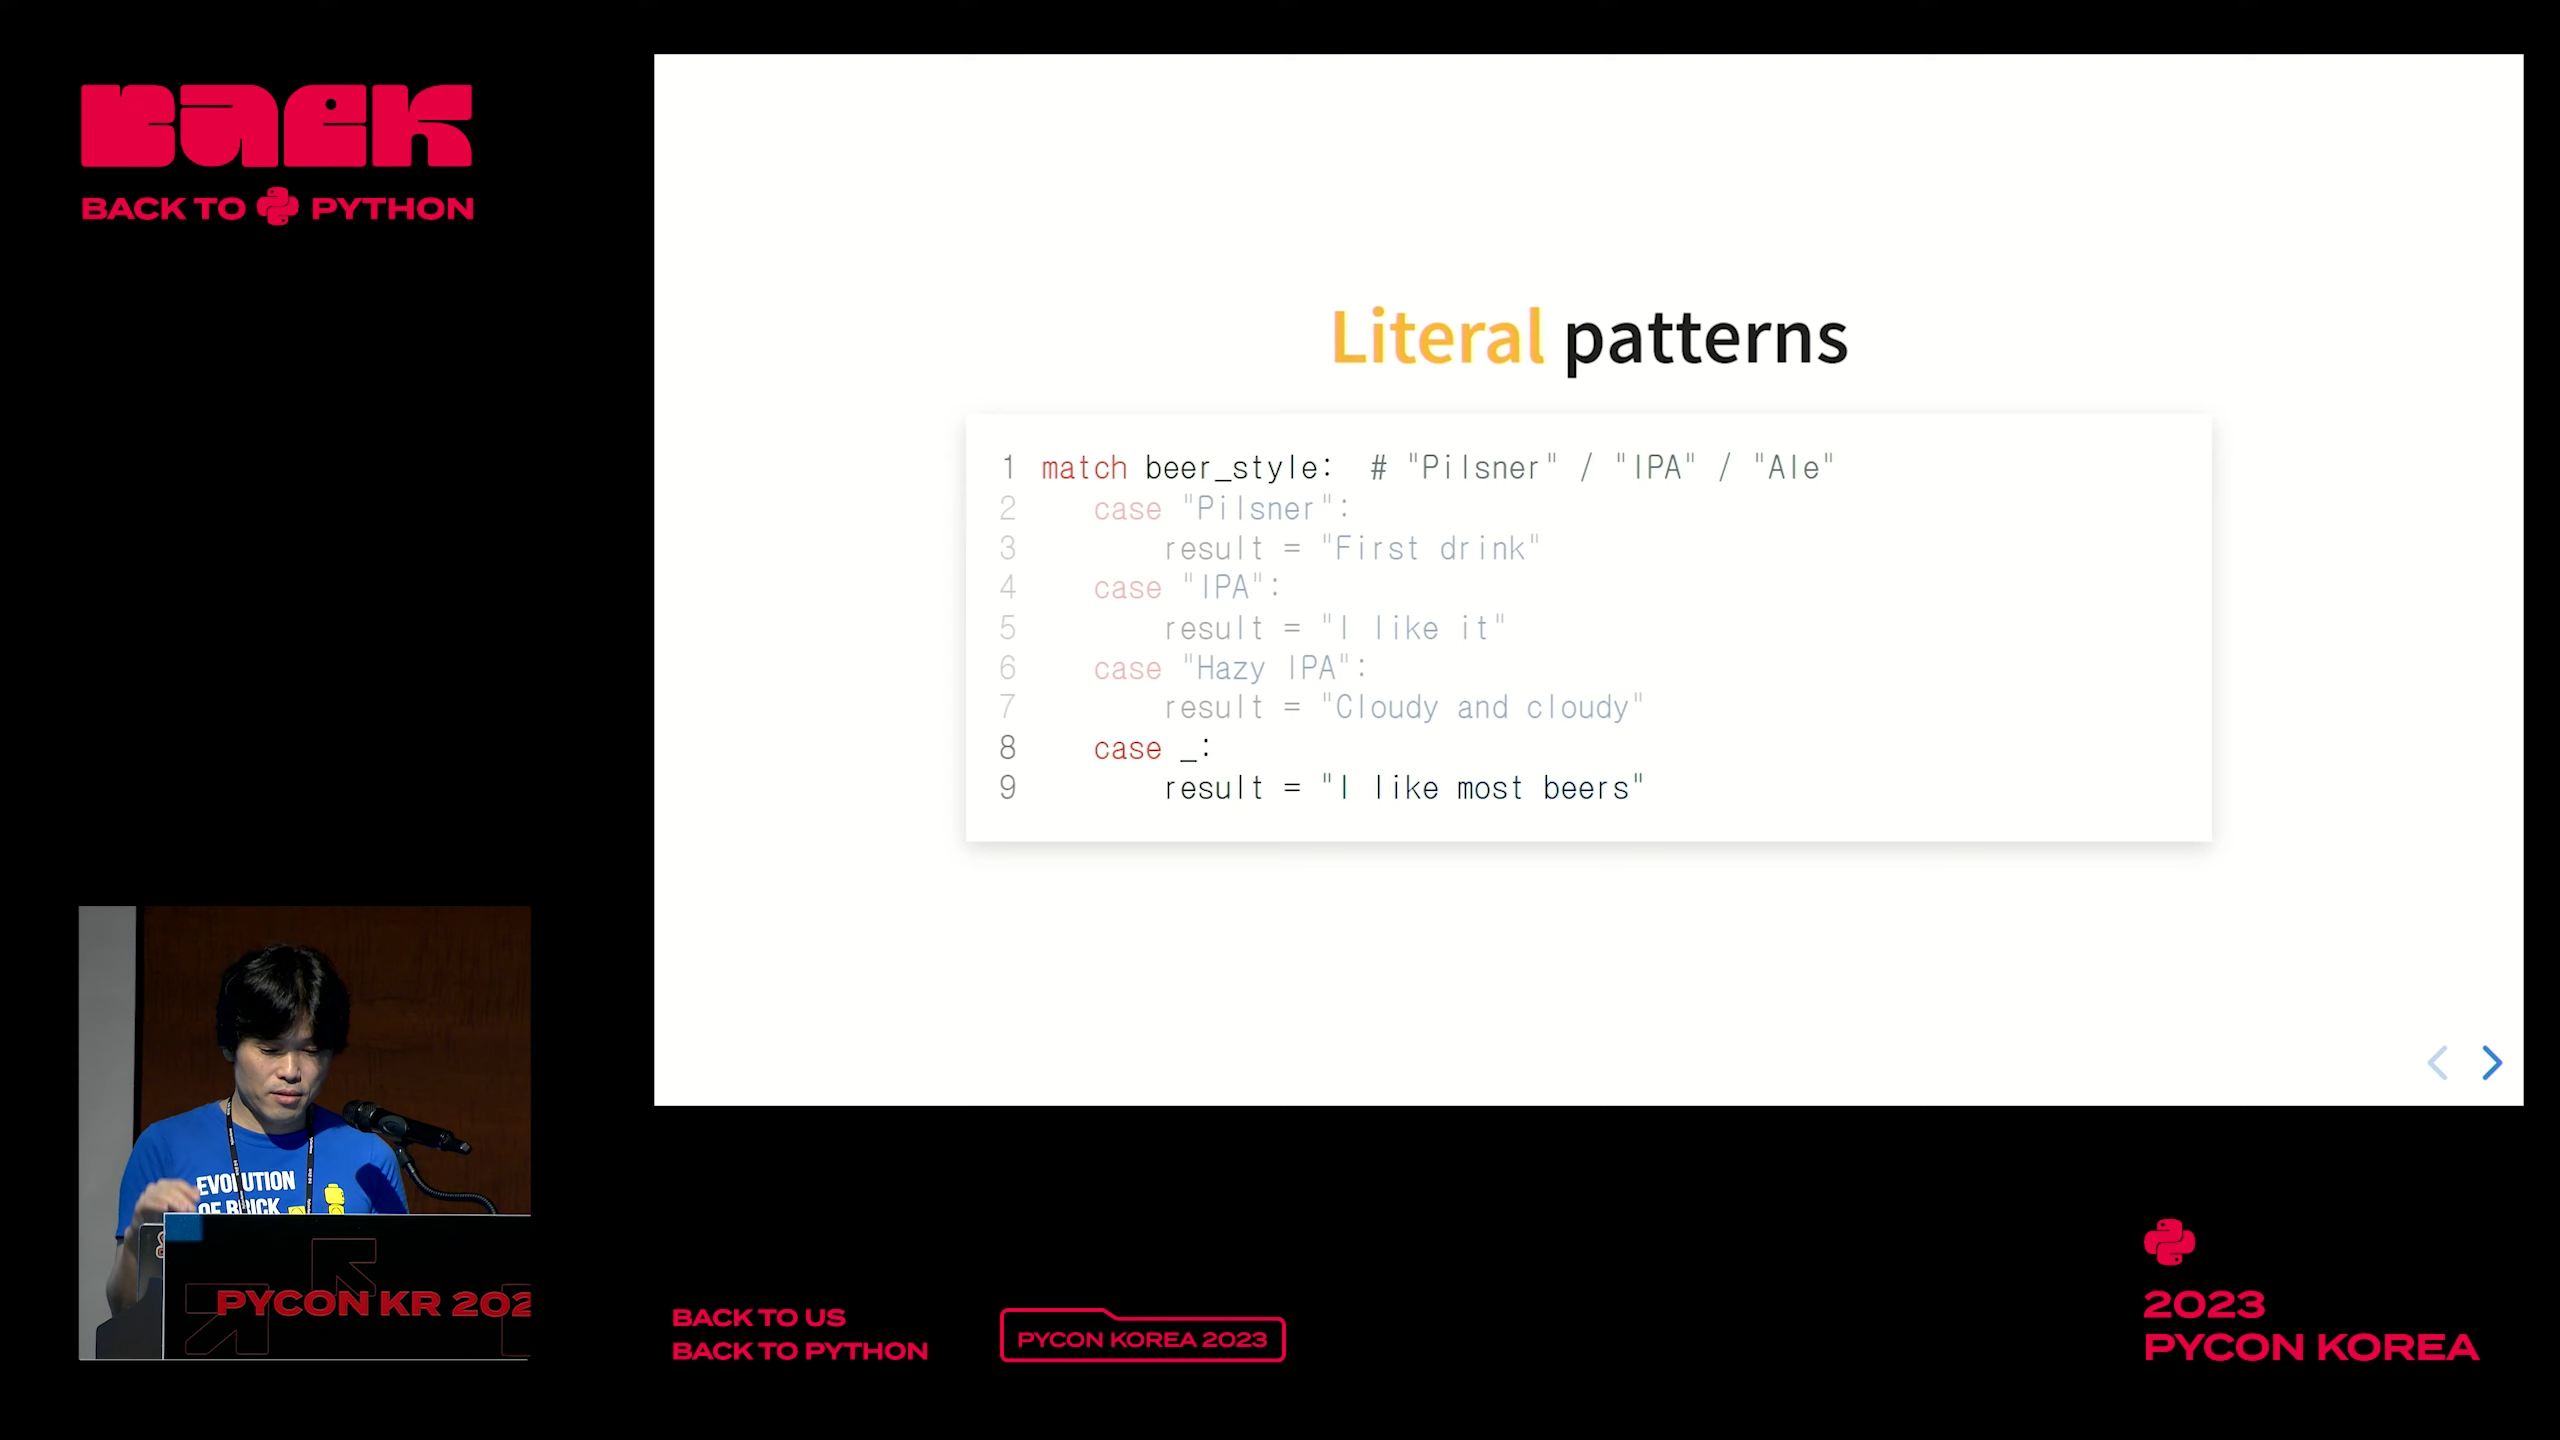 BACK
BACK TO PYTHON
Literal patterns
1 match beer_style:  # "Pilsner" / "IPA" / "Ale"
2    case "Pilsner":
3        result = "First drink"
4    case "IPA":
5        result = "I like it"
6    case "Hazy IPA":
7        result = "Cloudy and cloudy"
8    case _:
9        result = "I like most beers"
EVOLUTION
OF BRICK
PYCON KR 202
BACK TO US
BACK TO PYTHON
PYCON KOREA 2023
2023
PYCON KOREA